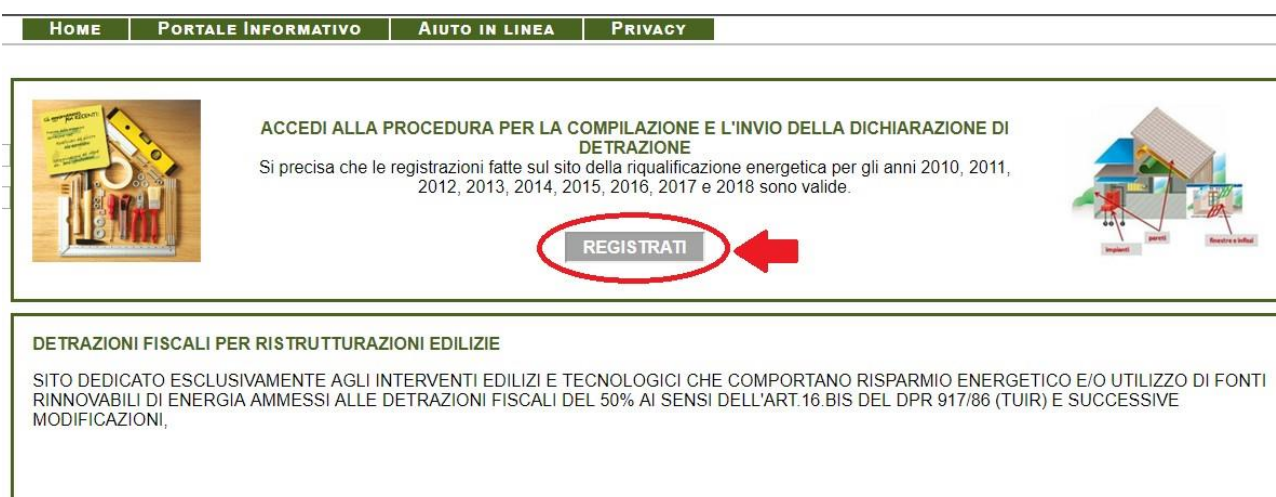 HOME PORTALE INFORMATIVO AIUTO IN LINEA PRIVACY
ACCEDI ALLA PROCEDURA PER LA COMPILAZIONE E L'INVIO DELLA DICHIARAZIONE DI
DETRAZIONE
Si precisa che le registrazioni fatte sul sito della riqualificazione energetica per gli anni 2010, 2011,
2012, 2013, 2014, 2015, 2016, 2017 e 2018 sono valide.
REGISTRATI
impianti
pareti
finestre e infissi
DETRAZIONI FISCALI PER RISTRUTTURAZIONI EDILIZIE
SITO DEDICATO ESCLUSIVAMENTE AGLI INTERVENTI EDILIZI E TECNOLOGICI CHE COMPORTANO RISPARMIO ENERGETICO E/O UTILIZZO DI FONTI
RINNOVABILI DI ENERGIA AMMESSI ALLE DETRAZIONI FISCALI DEL 50% AI SENSI DELL'ART.16.BIS DEL DPR 917/86 (TUIR) E SUCCESSIVE
MODIFICAZIONI,